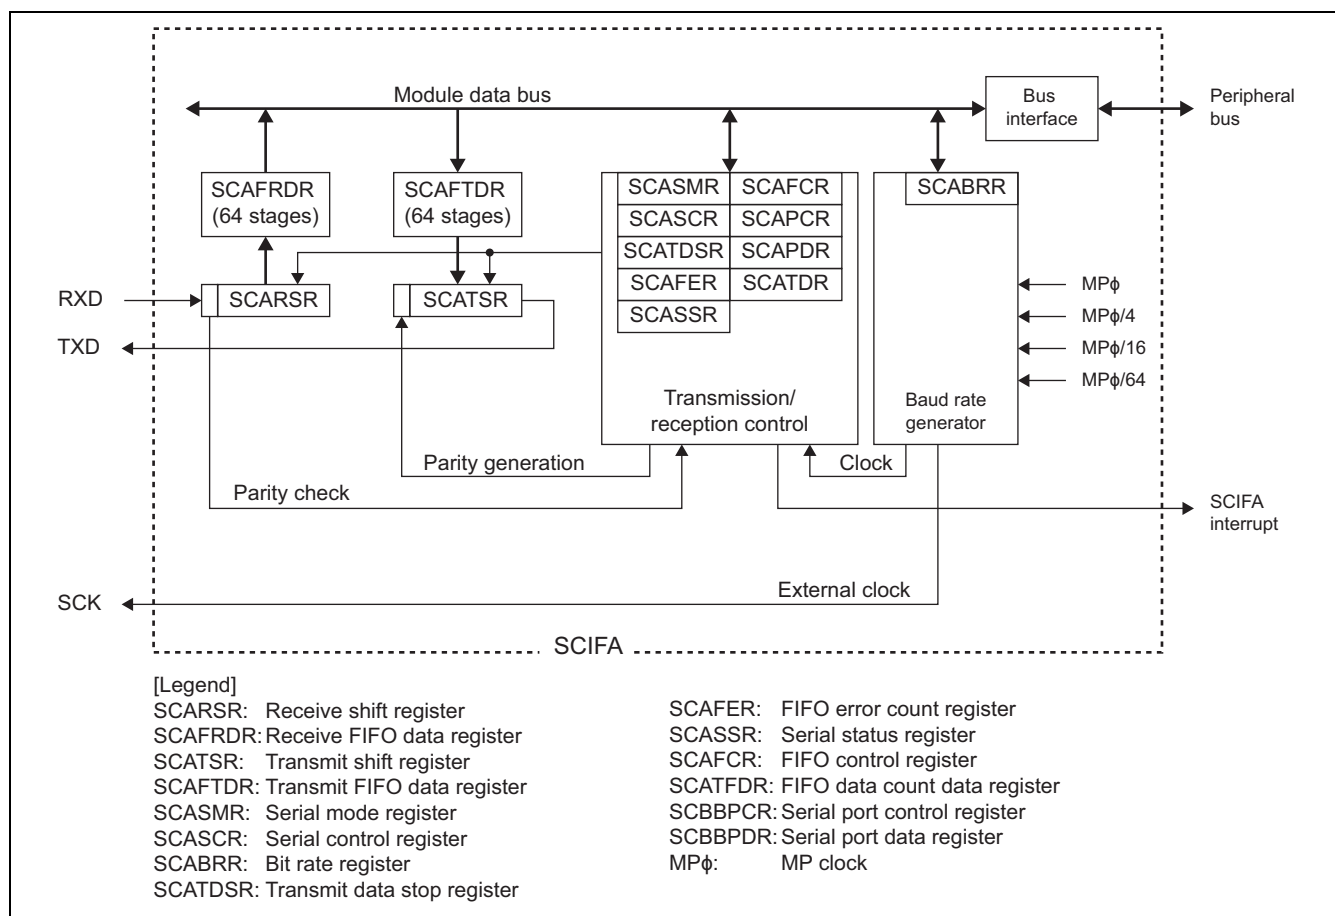 Module data bus
Bus
interface
Peripheral
bus
SCAFRDR
(64 stages)
SCAFTDR
(64 stages)
SCASMR
SCAFCR
SCASCR
SCAPCR
SCATDSR
SCAPDR
SCAFER
SCATDR
SCASSR
SCABRR
RXD
SCARSR
SCATSR
TXD
MPϕ
MPϕ/4
MPϕ/16
MPϕ/64
Transmission/
reception control
Baud rate
generator
Parity generation
Clock
Parity check
SCIFA
interrupt
External clock
SCK
SCIFA
[Legend]
SCARSR: Receive shift register
SCAFRDR: Receive FIFO data register
SCATSR: Transmit shift register
SCAFTDR: Transmit FIFO data register
SCASMR: Serial mode register
SCASCR: Serial control register
SCABRR: Bit rate register
SCATDSR: Transmit data stop register
SCAFER: FIFO error count register
SCASSR: Serial status register
SCAFCR: FIFO control register
SCATFDR: FIFO data count data register
SCBBPCR: Serial port control register
SCBBPDR: Serial port data register
MPϕ: MP clock